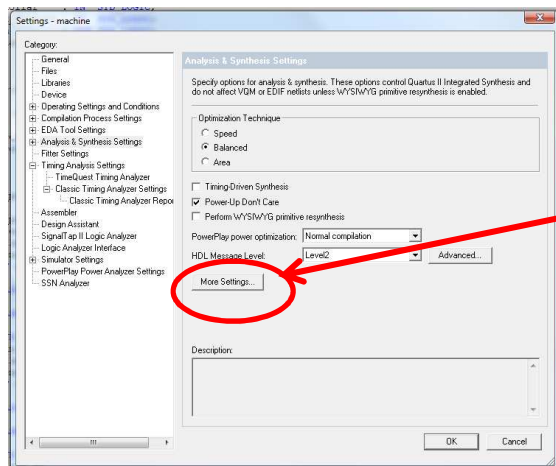 Settings - machine
Category:
General
Files
Libraries
Device
Operating Settings and Conditions
Compilation Process Settings
EDA Tool Settings
Analysis & Synthesis Settings
Fitter Settings
Timing Analysis Settings
TimeQuest Timing Analyzer
Classic Timing Analyzer Settings
Classic Timing Analyzer Repor
Assembler
Design Assistant
SignalTap II Logic Analyzer
Logic Analyzer Interface
Simulator Settings
PowerPlay Power Analyzer Settings
SSN Analyzer
Analysis & Synthesis Settings
Specify options for analysis & synthesis. These options control Quartus II Integrated Synthesis and
do not affect VQM or EDIF netlists unless WYSIWYG primitive resynthesis is enabled.
Optimization Technique
Speed
Balanced
Area
Timing-Driven Synthesis
Power-Up Don't Care
Perform WYSIWYG primitive resynthesis
PowerPlay power optimization: Normal compilation
HDL Message Level: Level2 Advanced...
More Settings...
Description:
OK Cancel